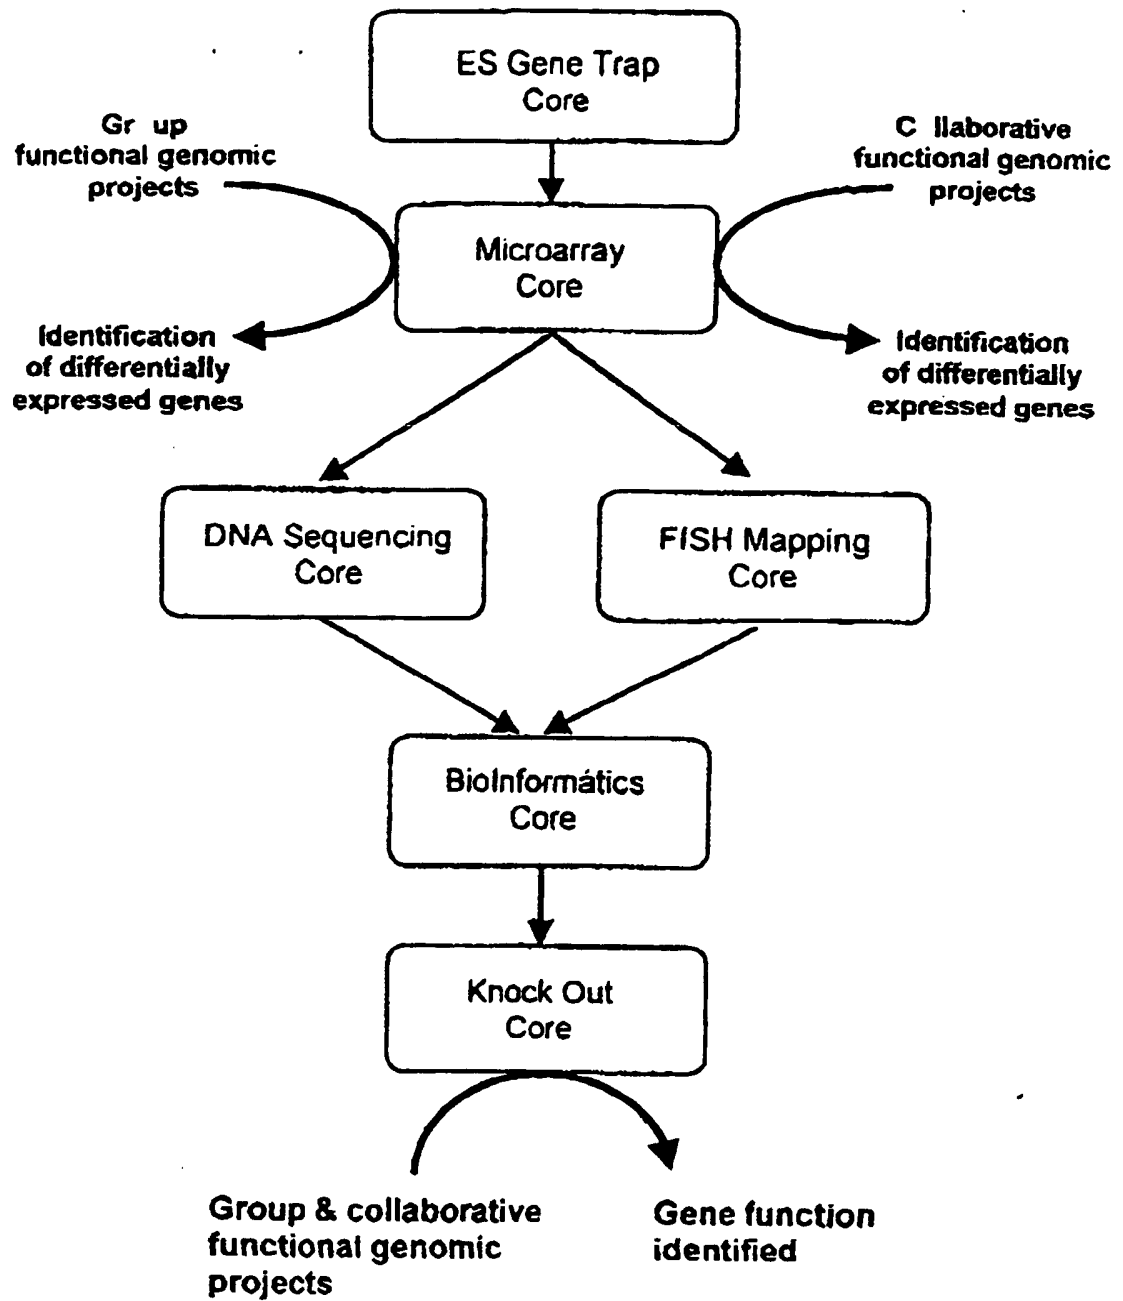 ES Gene Trap
Core
Gr up
functional genomic
projects
C llaborative
functional genomic
projects
Microarray
Core
Identification
of differentially
expressed genes
Identification
of differentially
expressed genes
DNA Sequencing
Core
FISH Mapping
Core
BioInformatics
Core
Knock Out
Core
Group & collaborative
functional genomic
projects
Gene function
identified